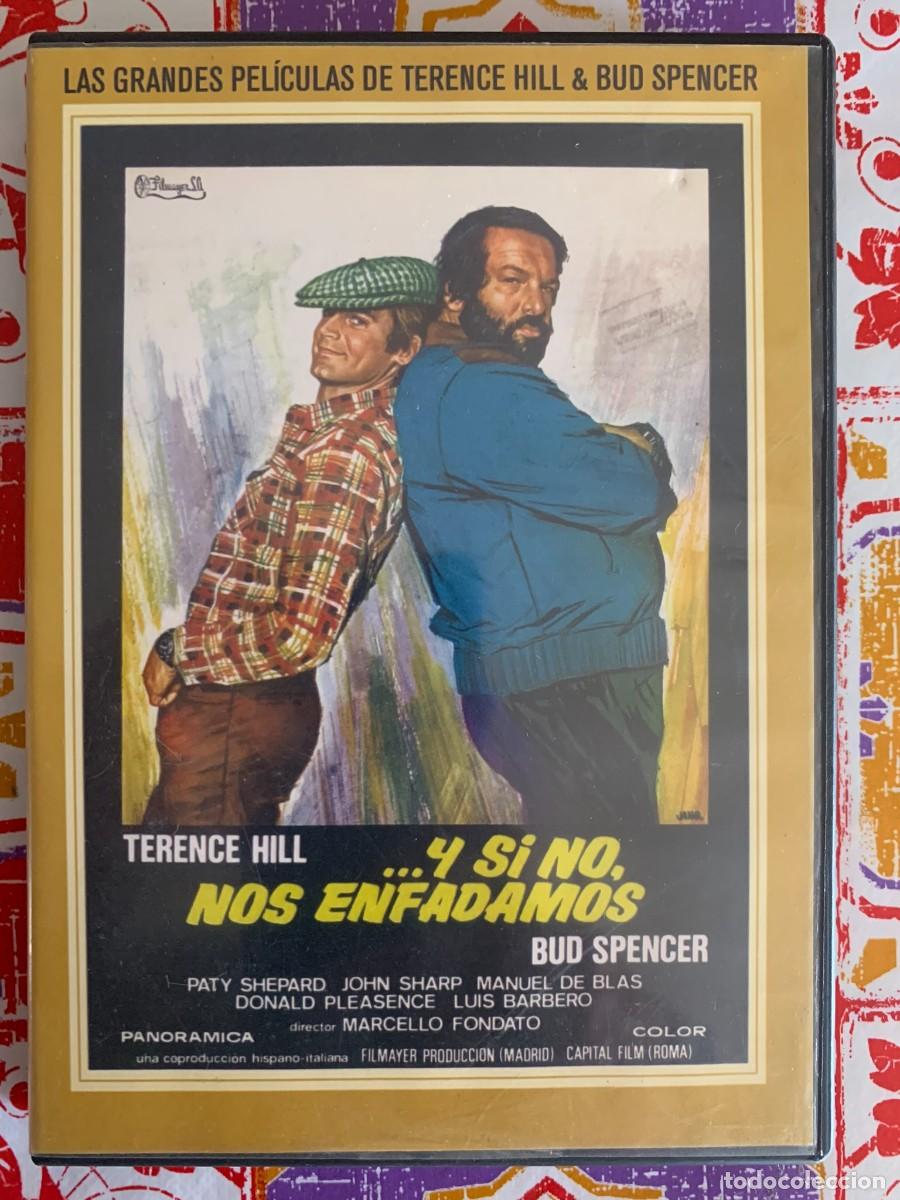 LAS GRANDES PELÍCULAS DE TERENCE HILL & BUD SPENCER
Filmayer S.A.
JANO.
TERENCE HILL
...Y Si NO,
NOS ENFADAMOS
BUD SPENCER
PATY SHEPARD JOHN SHARP MANUEL DE BLAS
DONALD PLEASENCE LUIS BARBERO
director MARCELLO FONDATO
PANORAMICA
COLOR
una coproducción hispano-italiana FILMAYER PRODUCCION (MADRID) CAPITAL FILM (ROMA)
todocoleccion